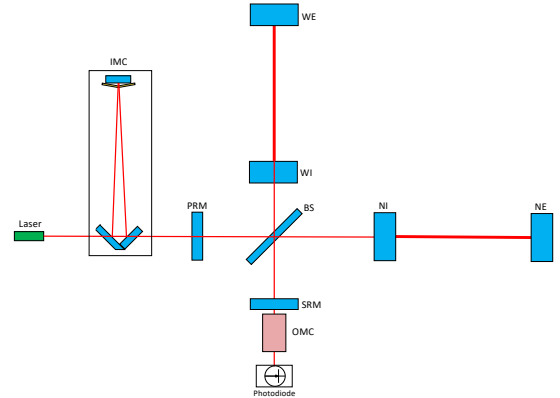 WE
IMC
WI
PRM
BS
NI
NE
Laser
SRM
OMC
Photodiode